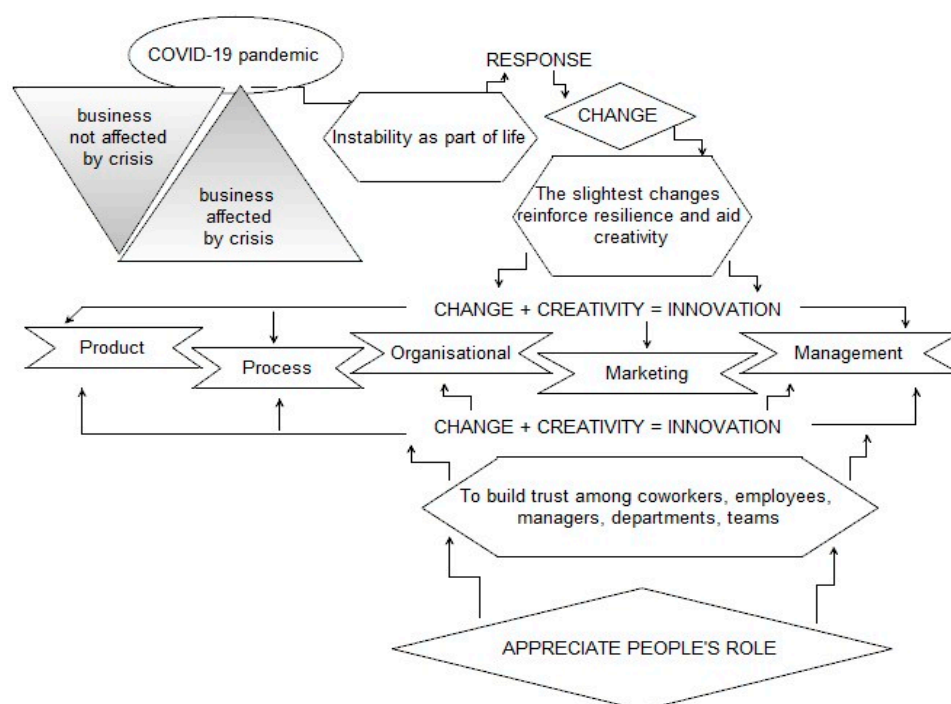 COVID-19 pandemic
RESPONSE
business
not affected
by crisis
CHANGE
Instability as part of life
business
affected
by crisis
The slightest changes
reinforce resilience and aid
creativity
CHANGE + CREATIVITY = INNOVATION
Product
Process
Organisational
Marketing
Management
CHANGE + CREATIVITY = INNOVATION
To build trust among coworkers, employees,
managers, departments, teams
APPRECIATE PEOPLE'S ROLE